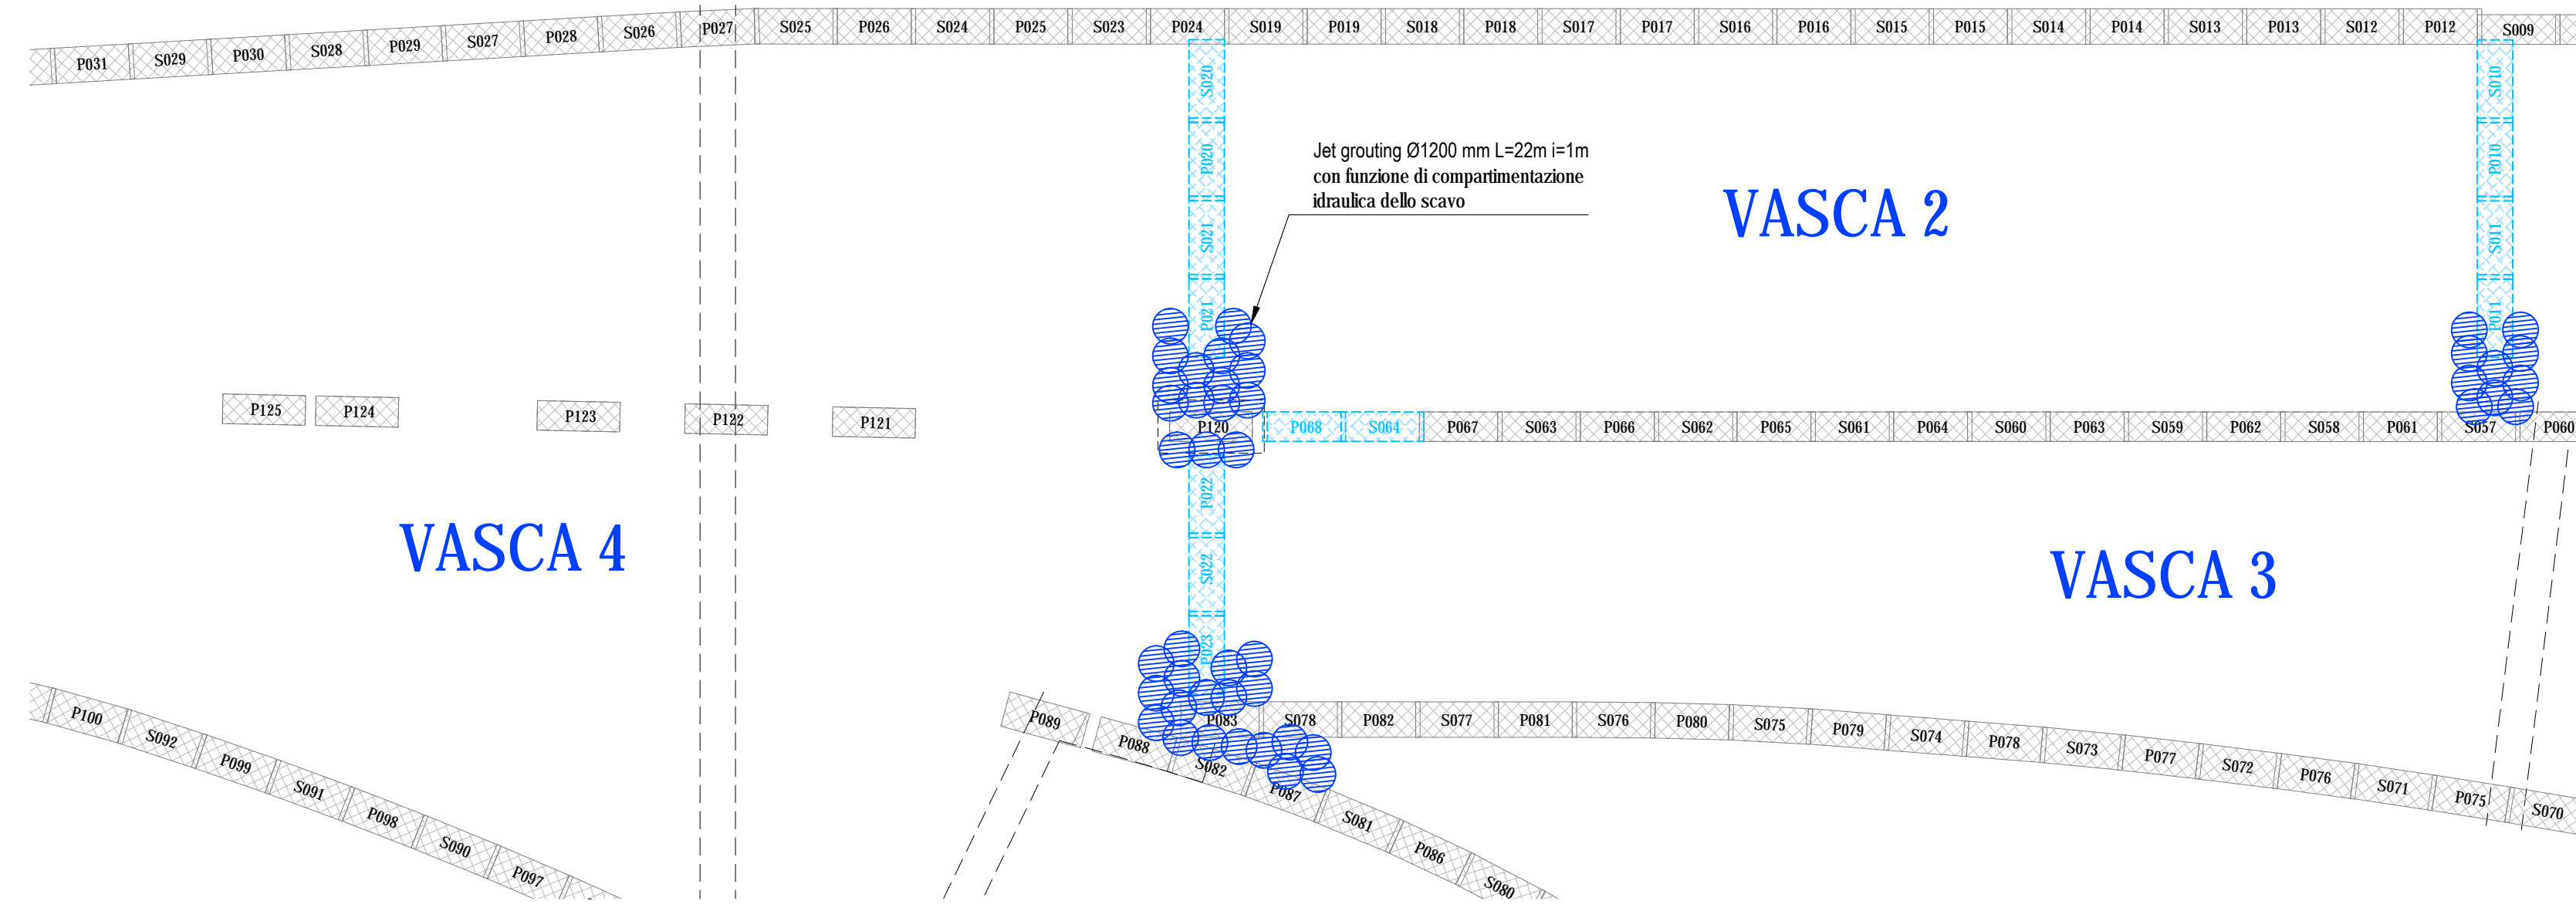 P031 S029 P030 S028 P029 S027 P028 S026 P027 S025 P026 S024 P025 S023 P024 S019 P019 S018 P018 S017 P017 S016 P016 S015 P015 S014 P014 S013 P013 S012 P012 S009
S020
P020
S021
P021
S010
P010
S011
P011
Jet grouting Ø1200 mm L=22m i=1m
con funzione di compartimentazione
idraulica dello scavo
VASCA 2
P125 P124 P123 P122 P121 P120 P068 S064 P067 S063 P066 S062 P065 S061 P064 S060 P063 S059 P062 S058 P061 S057 P060
P022
S022
P023
VASCA 4
VASCA 3
P089 P088 S082 P087 S081 P086 S080
P083 S078 P082 S077 P081 S076 P080 S075 P079 S074 P078 S073 P077 S072 P076 S071 P075 S070
P100 S092 P099 S091 P098 S090 P097